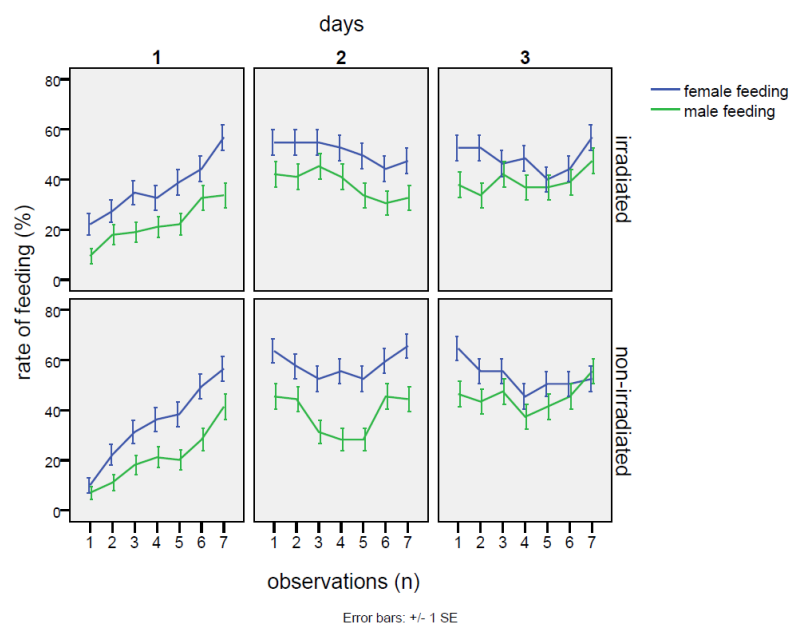 days
1 2 3
female feeding
male feeding
irradiated
80
60
40
20
0
non-irradiated
80
60
40
20
0
rate of feeding (%)
1 2 3 4 5 6 7 1 2 3 4 5 6 7 1 2 3 4 5 6 7
observations (n)
Error bars: +/- 1 SE